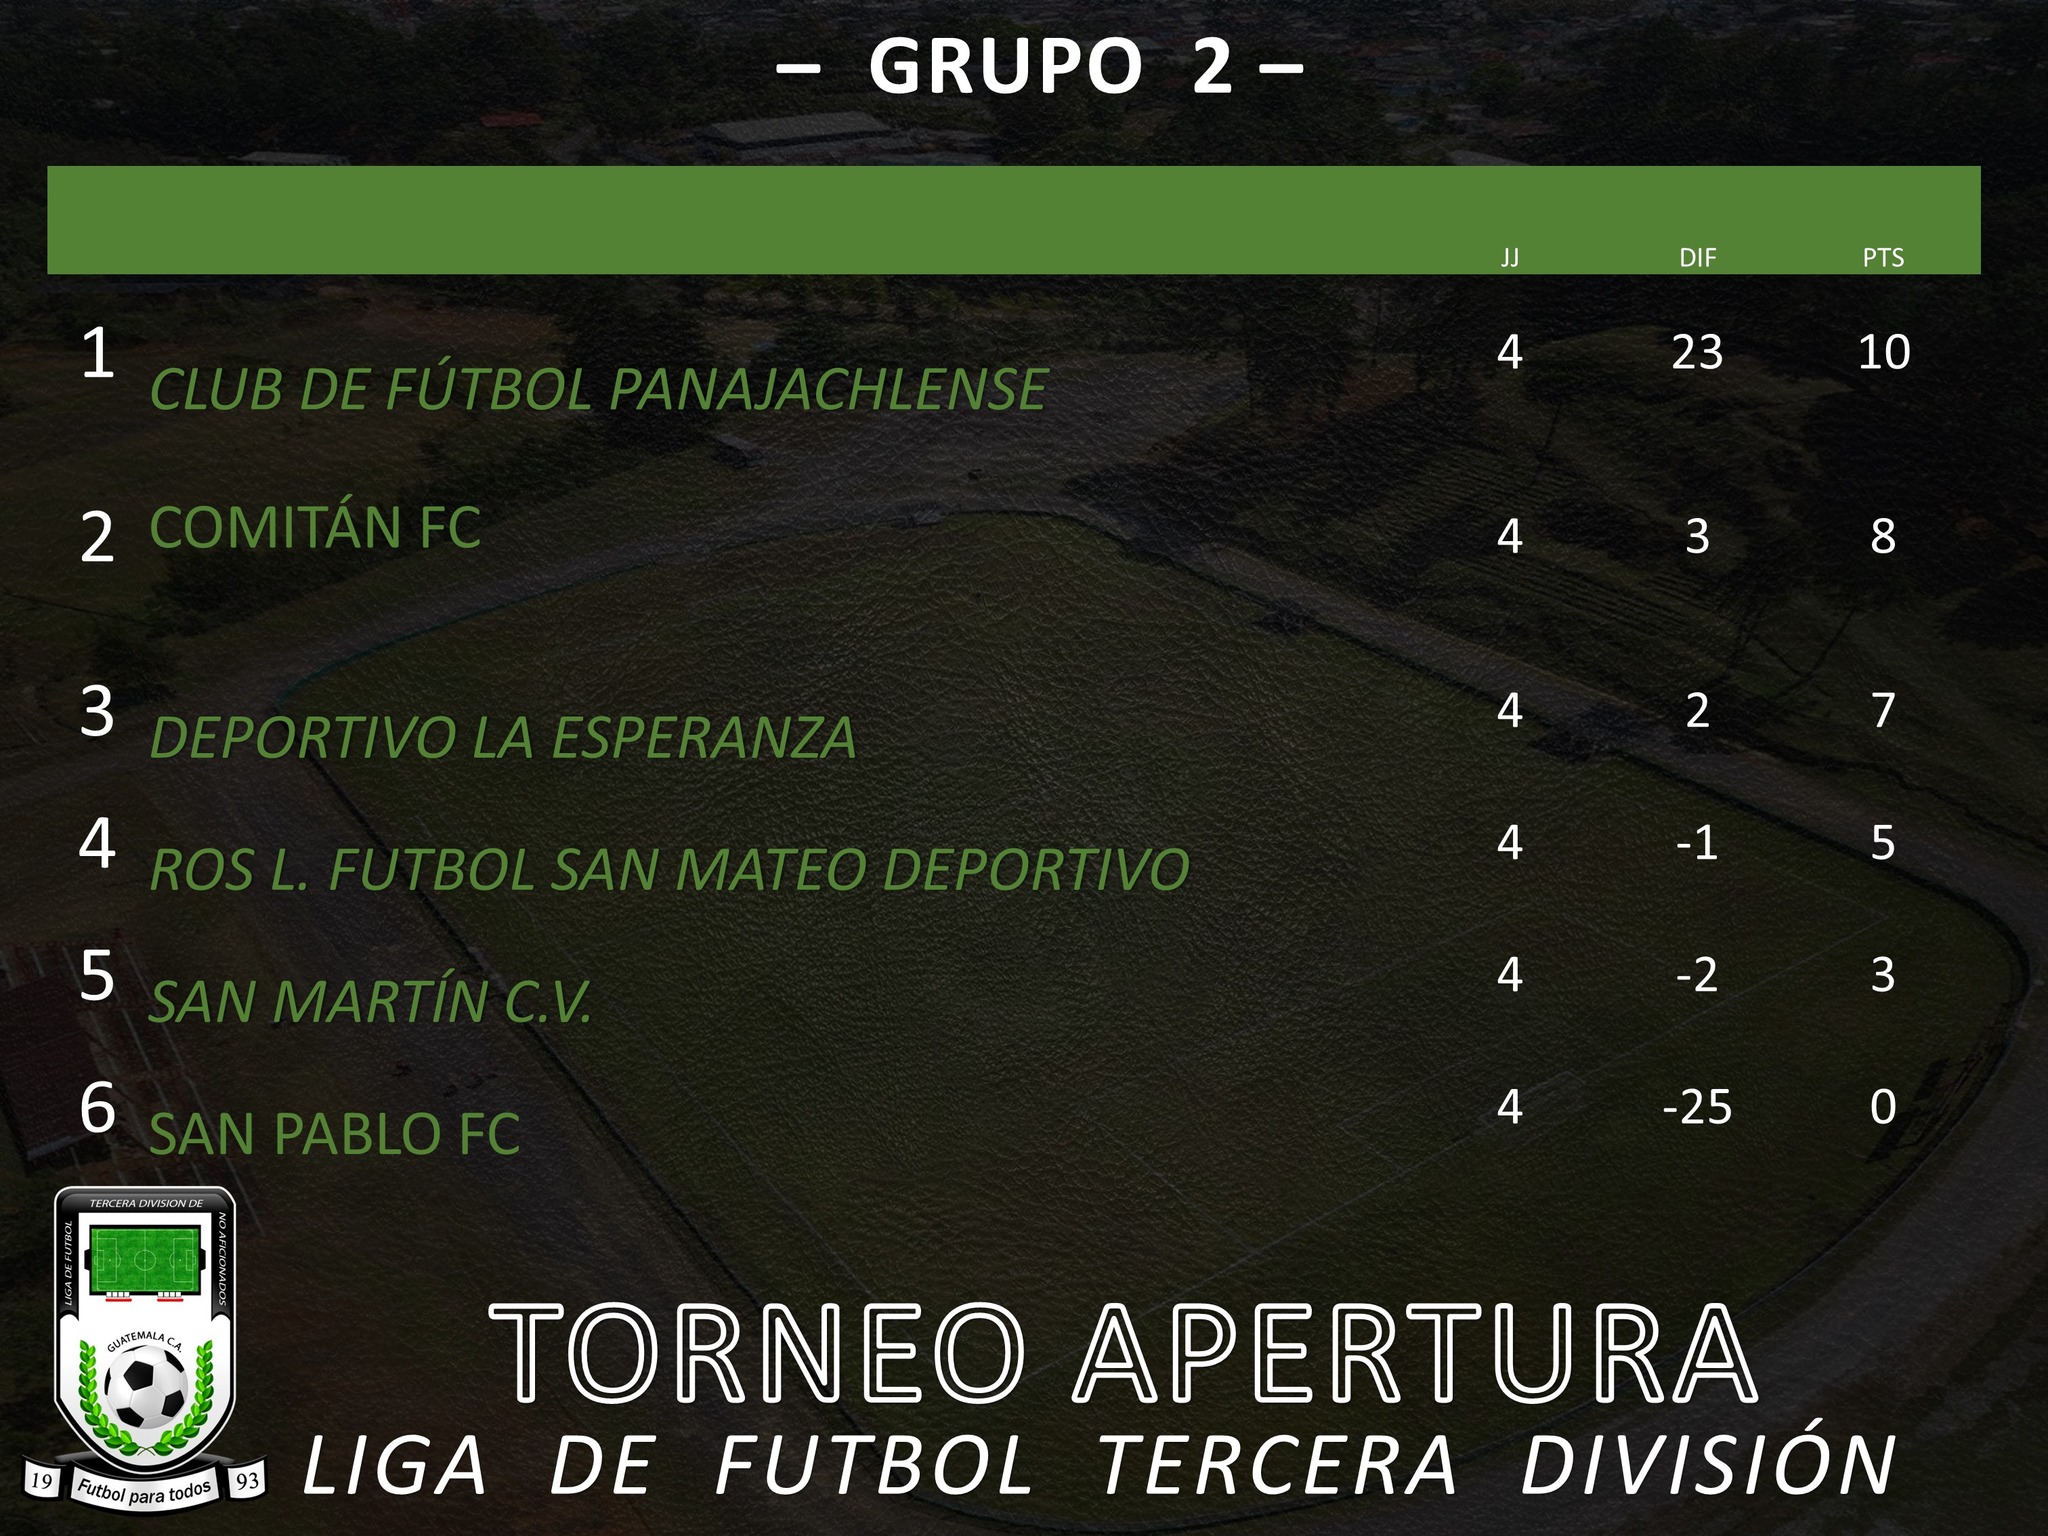 – GRUPO 2 –
JJ DIF PTS
1 CLUB DE FÚTBOL PANAJACHLENSE 4 23 10
2 COMITÁN FC 4 3 8
3 DEPORTIVO LA ESPERANZA 4 2 7
4 ROS L. FUTBOL SAN MATEO DEPORTIVO 4 -1 5
5 SAN MARTÍN C.V. 4 -2 3
6 SAN PABLO FC 4 -25 0
LIGA DE FUTBOL
TERCERA DIVISION DE
NO AFICIONADOS
GUATEMALA C.A.
19 Futbol para todos 93
TORNEO APERTURA
LIGA DE FUTBOL TERCERA DIVISIÓN